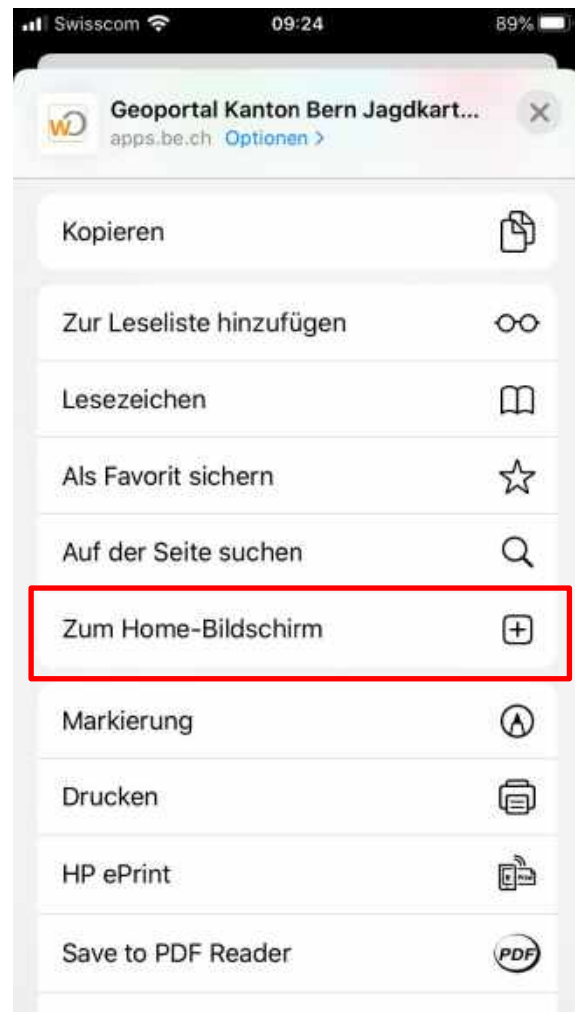 Swisscom 09:24 89%
Geoportal Kanton Bern Jagdkart...
apps.be.ch Optionen >
Kopieren
Zur Leseliste hinzufügen
Lesezeichen
Als Favorit sichern
Auf der Seite suchen
Zum Home-Bildschirm
Markierung
Drucken
HP ePrint
Save to PDF Reader
PDF